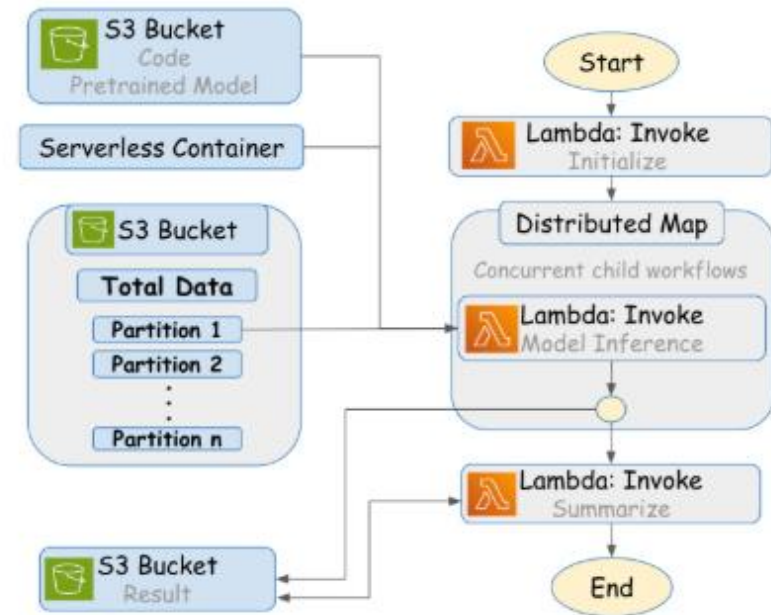 S3 Bucket
Code
Pretrained Model
Serverless Container
S3 Bucket
Total Data
Partition 1
Partition 2
Partition n
S3 Bucket
Result
Start
Lambda: Invoke
Initialize
Distributed Map
Concurrent child workflows
Lambda: Invoke
Model Inference
Lambda: Invoke
Summarize
End